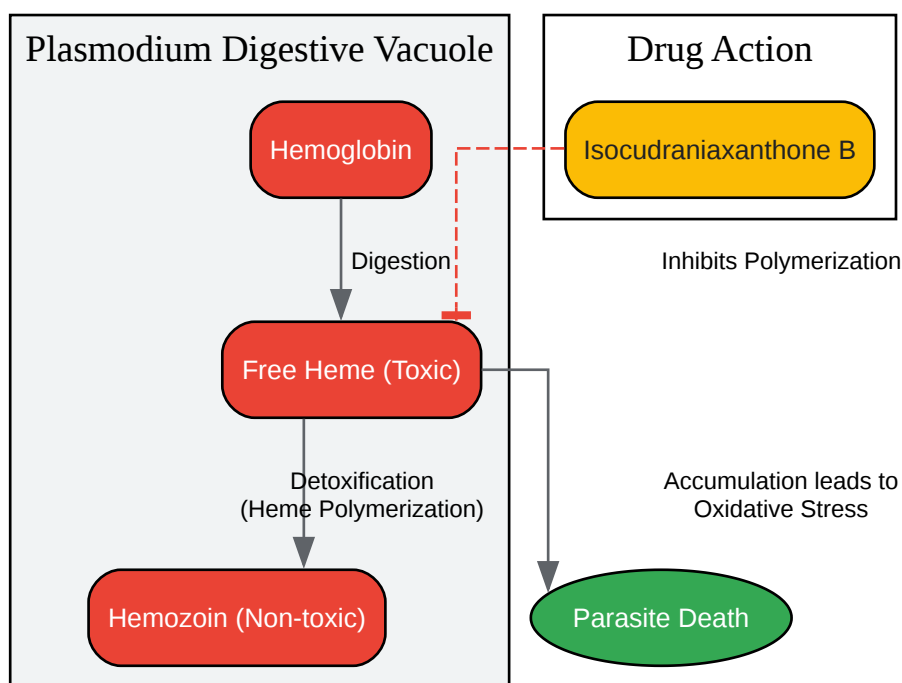 Plasmodium Digestive Vacuole
Drug Action
Hemoglobin
Isocudraniaxanthone B
Digestion
Inhibits Polymerization
Free Heme (Toxic)
Detoxification
(Heme Polymerization)
Accumulation leads to
Oxidative Stress
Hemozoin (Non-toxic)
Parasite Death